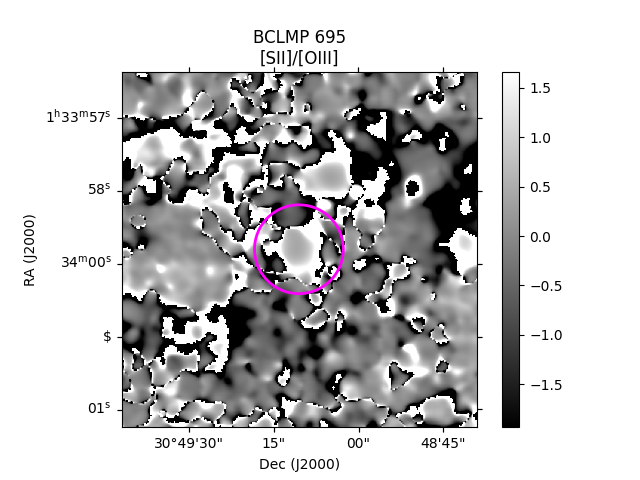 BCLMP 695
[SII]/[OIII]
RA (J2000)
1ʰ33ᵐ57ˢ
58ˢ
34ᵐ00ˢ
$
01ˢ
30°49'30"
15"
00"
48'45"
Dec (J2000)
1.5
1.0
0.5
0.0
−0.5
−1.0
−1.5